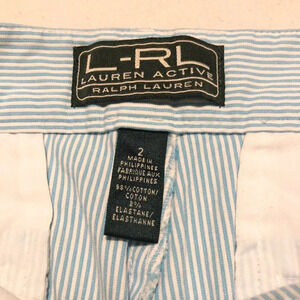 L-RL
LAUREN ACTIVE
RALPH LAUREN
2
MADE IN
PHILIPPINES
FABRIQUE AUX
PHILIPPINES
98% COTTON/
COTON
2%
ELASTANE/
ELASTHANNE